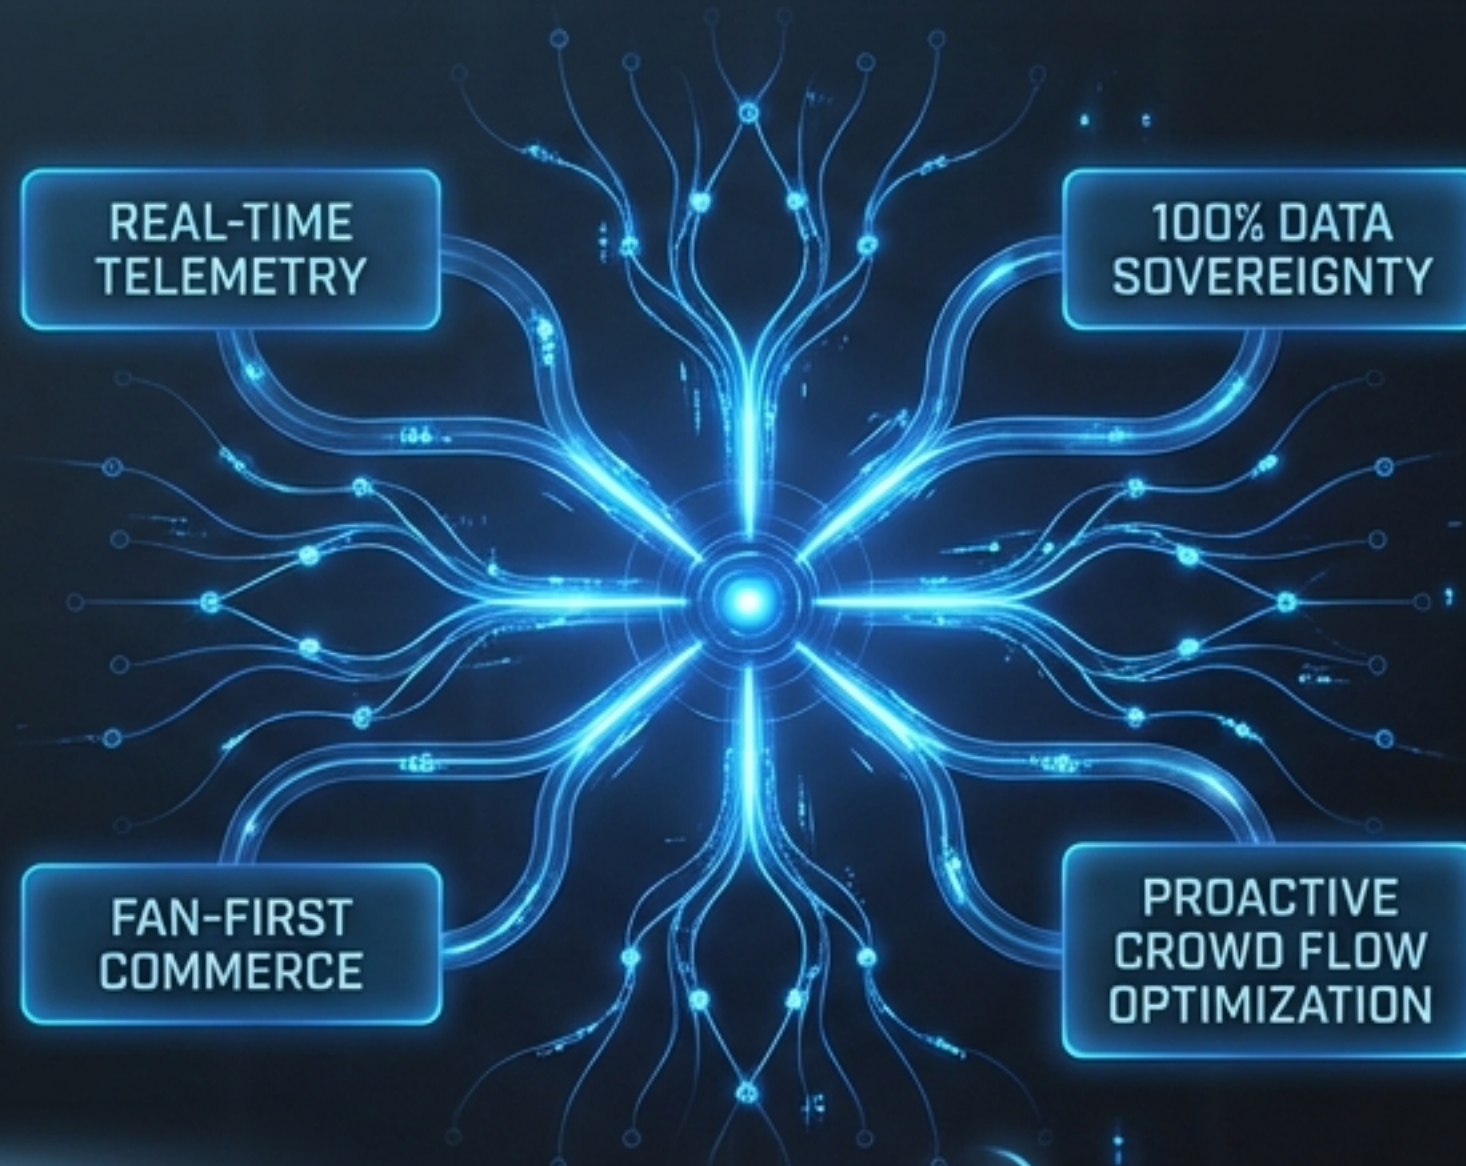 REAL-TIME
TELEMETRY
100% DATA
SOVEREIGNTY
FAN-FIRST
COMMERCE
PROACTIVE
CROWD FLOW
OPTIMIZATION